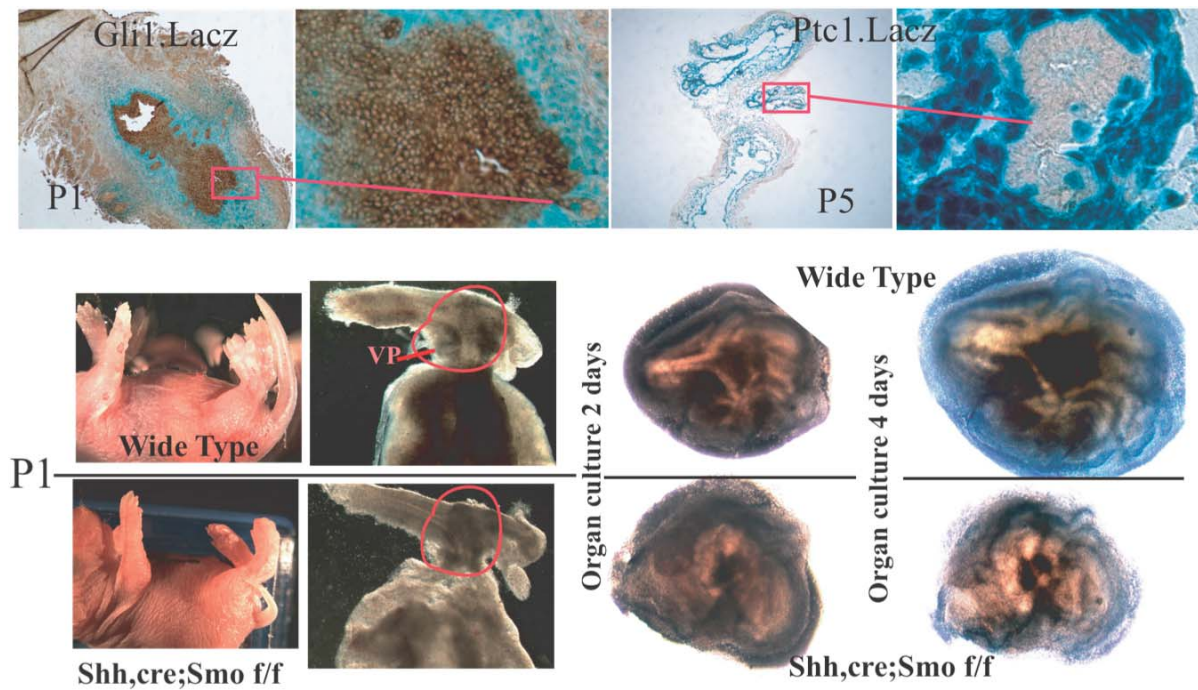 Gli1.Lacz
Ptc1.Lacz
P1
P5
Wide Type
VP
Wide Type
P1
Organ culture 2 days
Organ culture 4 days
Shh,cre;Smo f/f
Shh,cre;Smo f/f